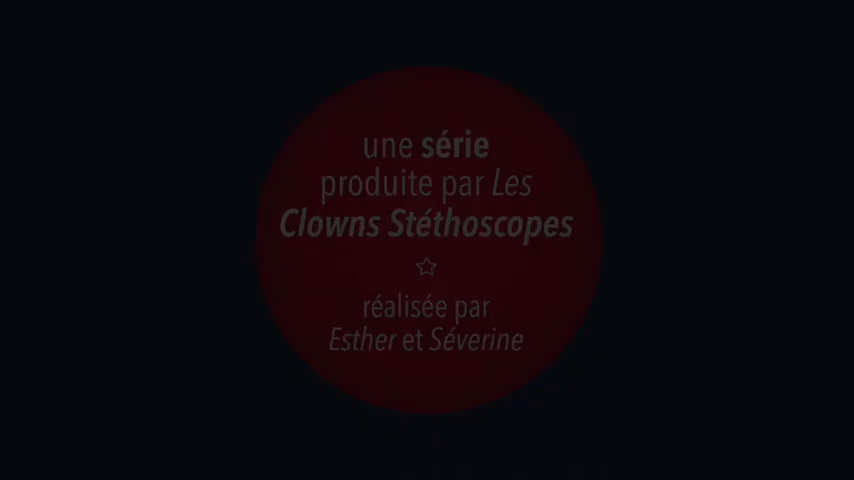 une série
produite par Les
Clowns Stéthoscopes
réalisée par
Esther et Séverine